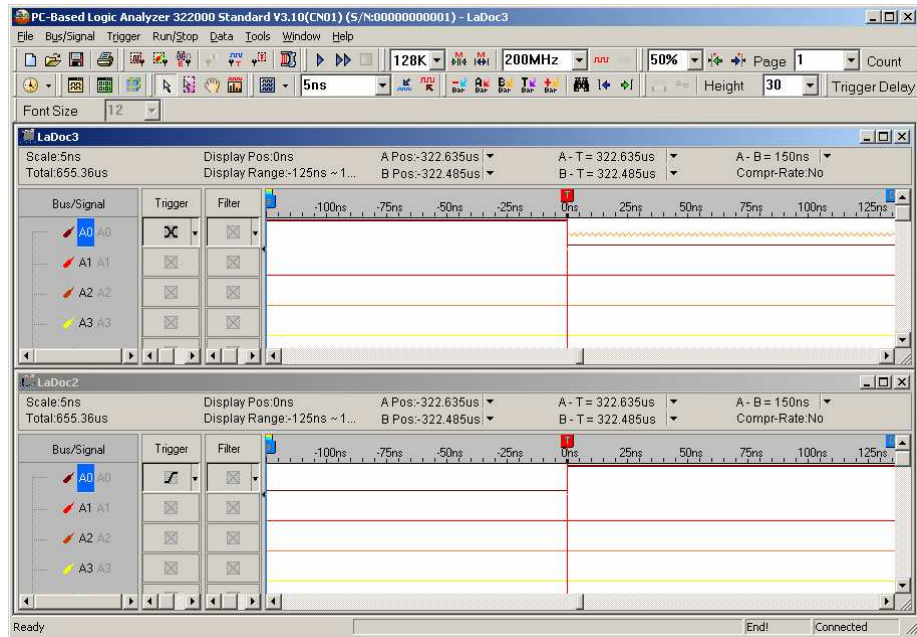 PC-Based Logic Analyzer 322000 Standard V3.10(CN01) (S/N:00000000001) - LaDoc3
File Bus/Signal Trigger Run/Stop Data Tools Window Help
128K 200MHz 50% Page 1 Count
5ns Bar Bar Bar Bar Bar Height 30 Trigger Delay
Font Size 12
LaDoc3
Scale:5ns Display Pos:0ns A Pos:-322.635us A - T = 322.635us A - B = 150ns
Total:655.36us Display Range:-125ns ~ 1... B Pos:-322.485us B - T = 322.485us Compr-Rate:No
Bus/Signal Trigger Filter -100ns -75ns -50ns -25ns T 0ns 25ns 50ns 75ns 100ns 125ns
A0 A0
A1 A1
A2 A2
A3 A3
LaDoc2
Scale:5ns Display Pos:0ns A Pos:-322.635us A - T = 322.635us A - B = 150ns
Total:655.36us Display Range:-125ns ~ 1... B Pos:-322.485us B - T = 322.485us Compr-Rate:No
Bus/Signal Trigger Filter -100ns -75ns -50ns -25ns T 0ns 25ns 50ns 75ns 100ns 125ns
A0 A0
A1 A1
A2 A2
A3 A3
Ready End! Connected